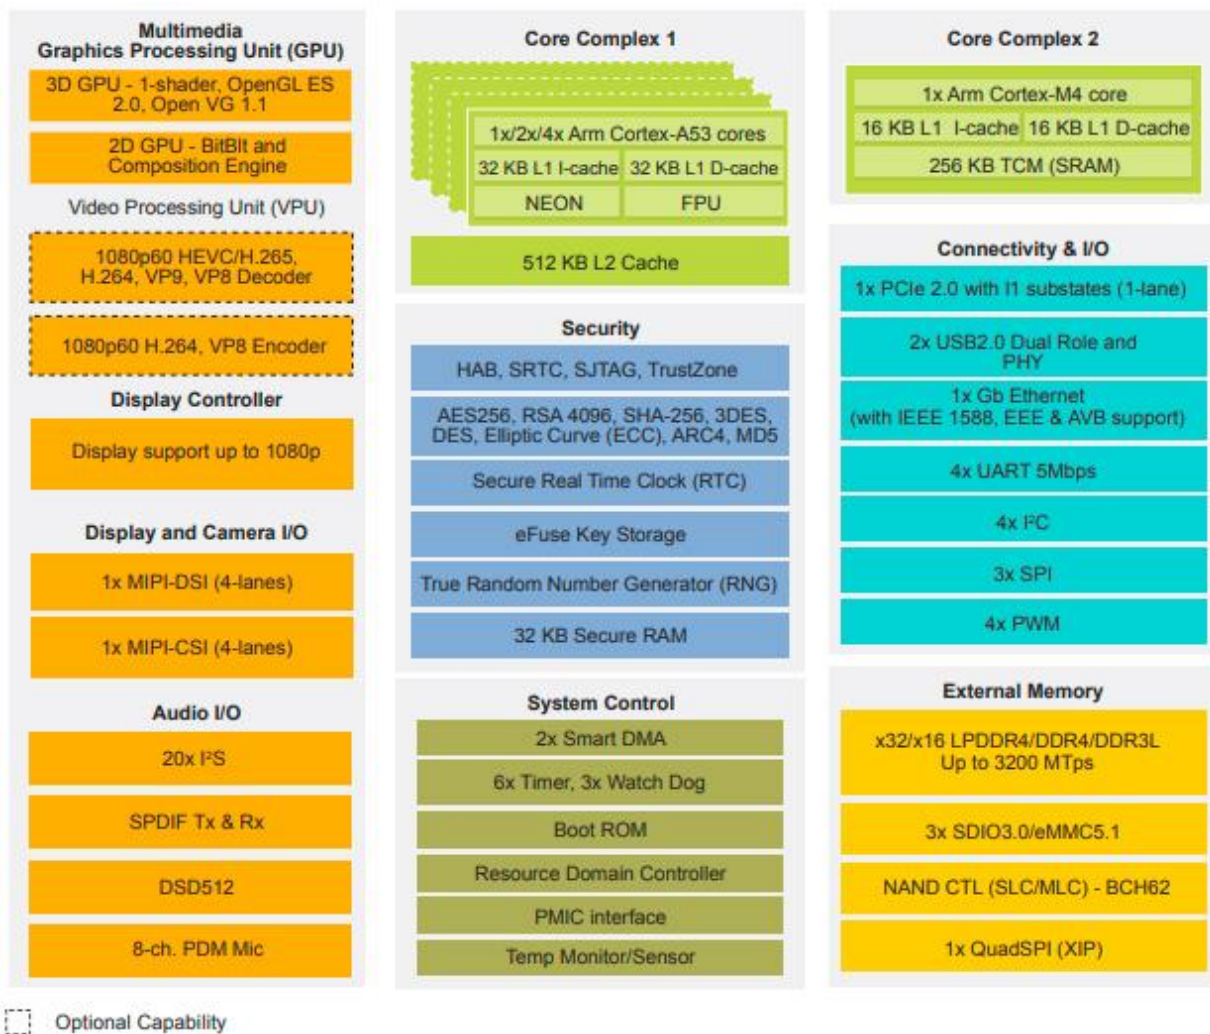 Multimedia
Graphics Processing Unit (GPU)
3D GPU - 1-shader, OpenGL ES
2.0, Open VG 1.1
2D GPU - BitBlt and
Composition Engine
Video Processing Unit (VPU)
1080p60 HEVC/H.265,
H.264, VP9, VP8 Decoder
1080p60 H.264, VP8 Encoder
Display Controller
Display support up to 1080p
Display and Camera I/O
1x MIPI-DSI (4-lanes)
1x MIPI-CSI (4-lanes)
Audio I/O
20x I²S
SPDIF Tx & Rx
DSD512
8-ch. PDM Mic
Core Complex 1
1x/2x/4x Arm Cortex-A53 cores
32 KB L1 I-cache
32 KB L1 D-cache
NEON
FPU
512 KB L2 Cache
Security
HAB, SRTC, SJTAG, TrustZone
AES256, RSA 4096, SHA-256, 3DES,
DES, Elliptic Curve (ECC), ARC4, MD5
Secure Real Time Clock (RTC)
eFuse Key Storage
True Random Number Generator (RNG)
32 KB Secure RAM
System Control
2x Smart DMA
6x Timer, 3x Watch Dog
Boot ROM
Resource Domain Controller
PMIC interface
Temp Monitor/Sensor
Core Complex 2
1x Arm Cortex-M4 core
16 KB L1 I-cache
16 KB L1 D-cache
256 KB TCM (SRAM)
Connectivity & I/O
1x PCIe 2.0 with l1 substates (1-lane)
2x USB2.0 Dual Role and
PHY
1x Gb Ethernet
(with IEEE 1588, EEE & AVB support)
4x UART 5Mbps
4x I²C
3x SPI
4x PWM
External Memory
x32/x16 LPDDR4/DDR4/DDR3L
Up to 3200 MTps
3x SDIO3.0/eMMC5.1
NAND CTL (SLC/MLC) - BCH62
1x QuadSPI (XIP)
Optional Capability